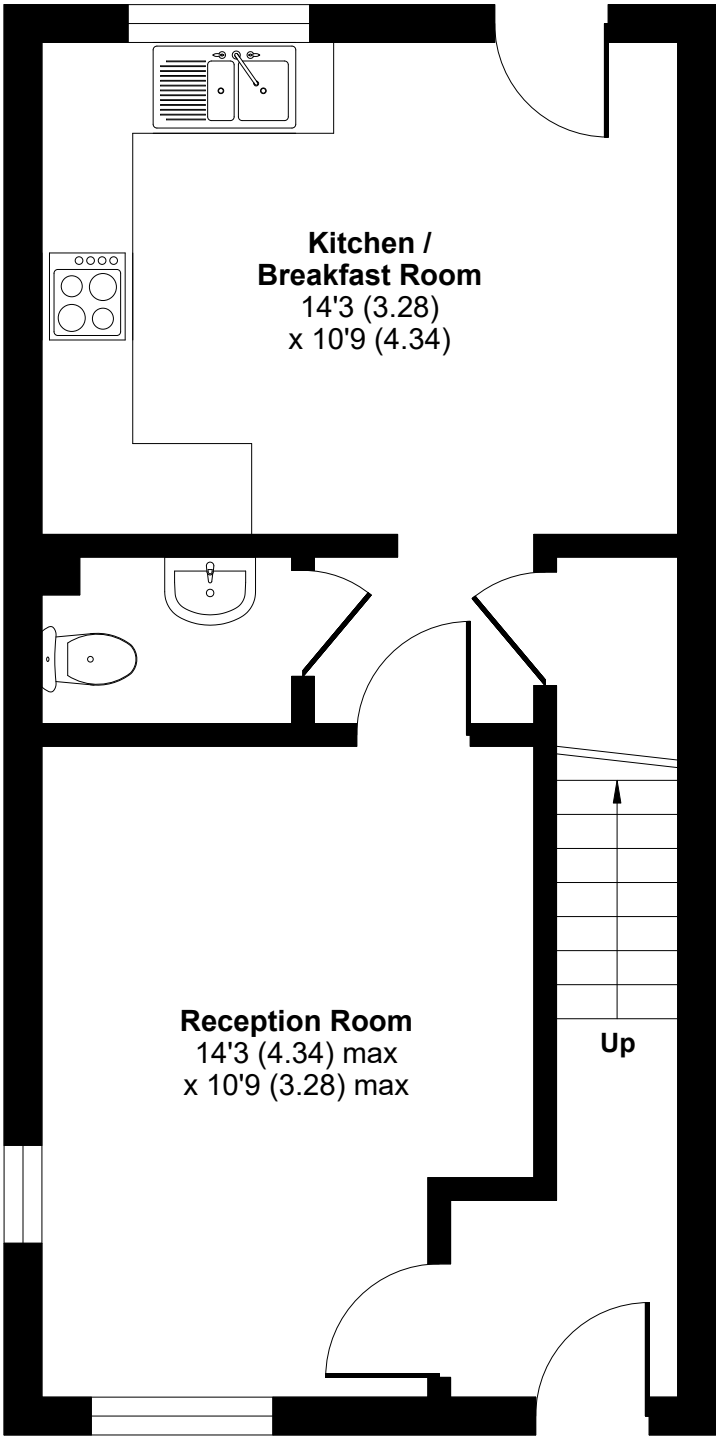 Kitchen /
Breakfast Room
14'3 (3.28)
x 10'9 (4.34)
Reception Room
14'3 (4.34) max
x 10'9 (3.28) max
Up